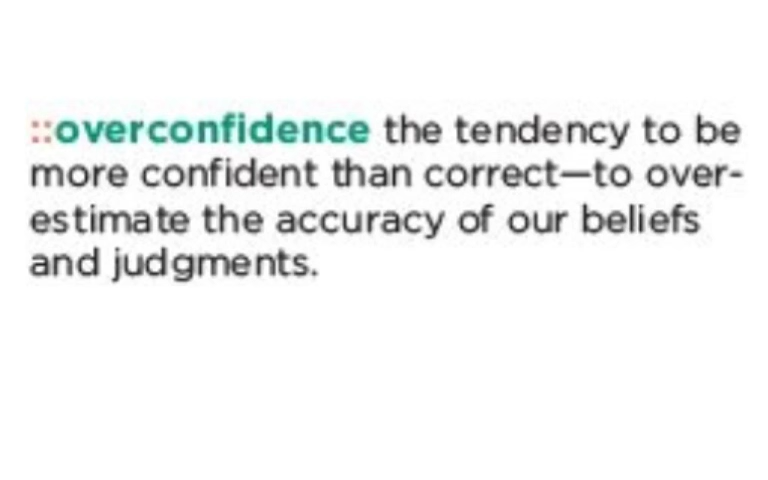 ::overconfidence the tendency to be
more confident than correct—to over-
estimate the accuracy of our beliefs
and judgments.